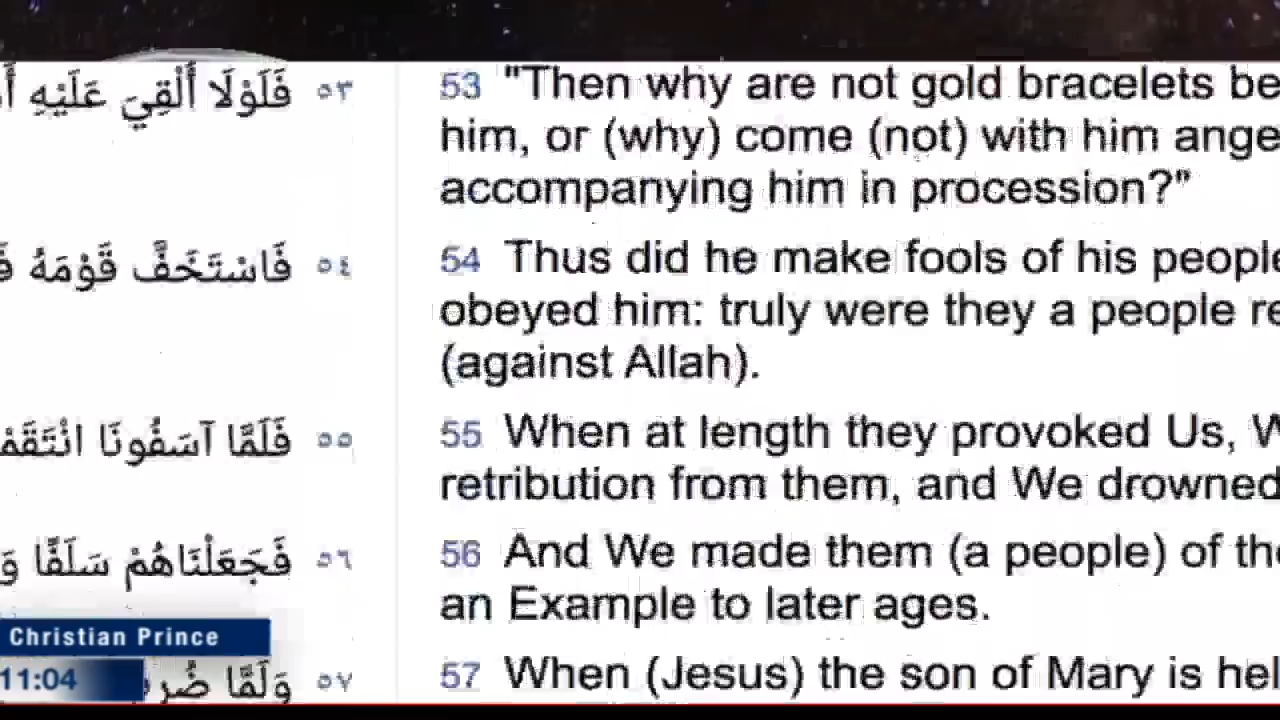 فَلَوْلَا أُلْقِيَ عَلَيْهِ ٥٣
53 "Then why are not gold bracelets be
him, or (why) come (not) with him ange
accompanying him in procession?"
فَاسْتَخَفَّ قَوْمَهُ ٥٤
54 Thus did he make fools of his people
obeyed him: truly were they a people re
(against Allah).
فَلَمَّا آسَفُونَا انْتَقَمْ ٥٥
55 When at length they provoked Us, W
retribution from them, and We drowned
فَجَعَلْنَاهُمْ سَلَفًا وَ ٥٦
56 And We made them (a people) of the
an Example to later ages.
وَلَمَّا ضُرِ ٥٧
57 When (Jesus) the son of Mary is hel
Christian Prince
11:04